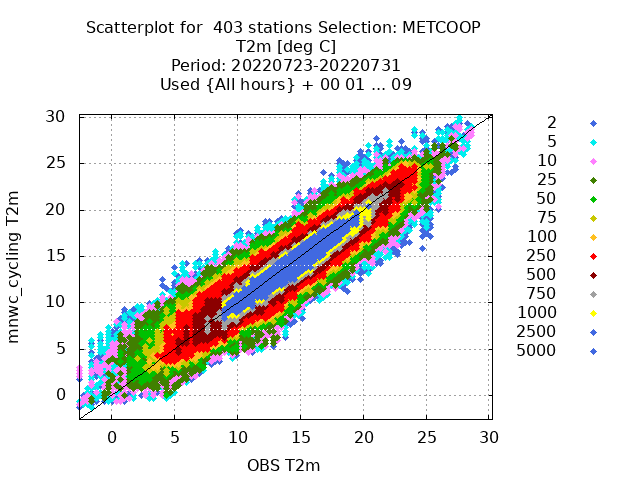 Scatterplot for  403 stations Selection: METCOOP
T2m [deg C]
Period: 20220723-20220731
Used {All hours} + 00 01 ... 09
30
25
20
15
10
5
0
mnwc_cycling T2m
0 5 10 15 20 25 30
OBS T2m
2
5
10
25
50
75
100
250
500
750
1000
2500
5000